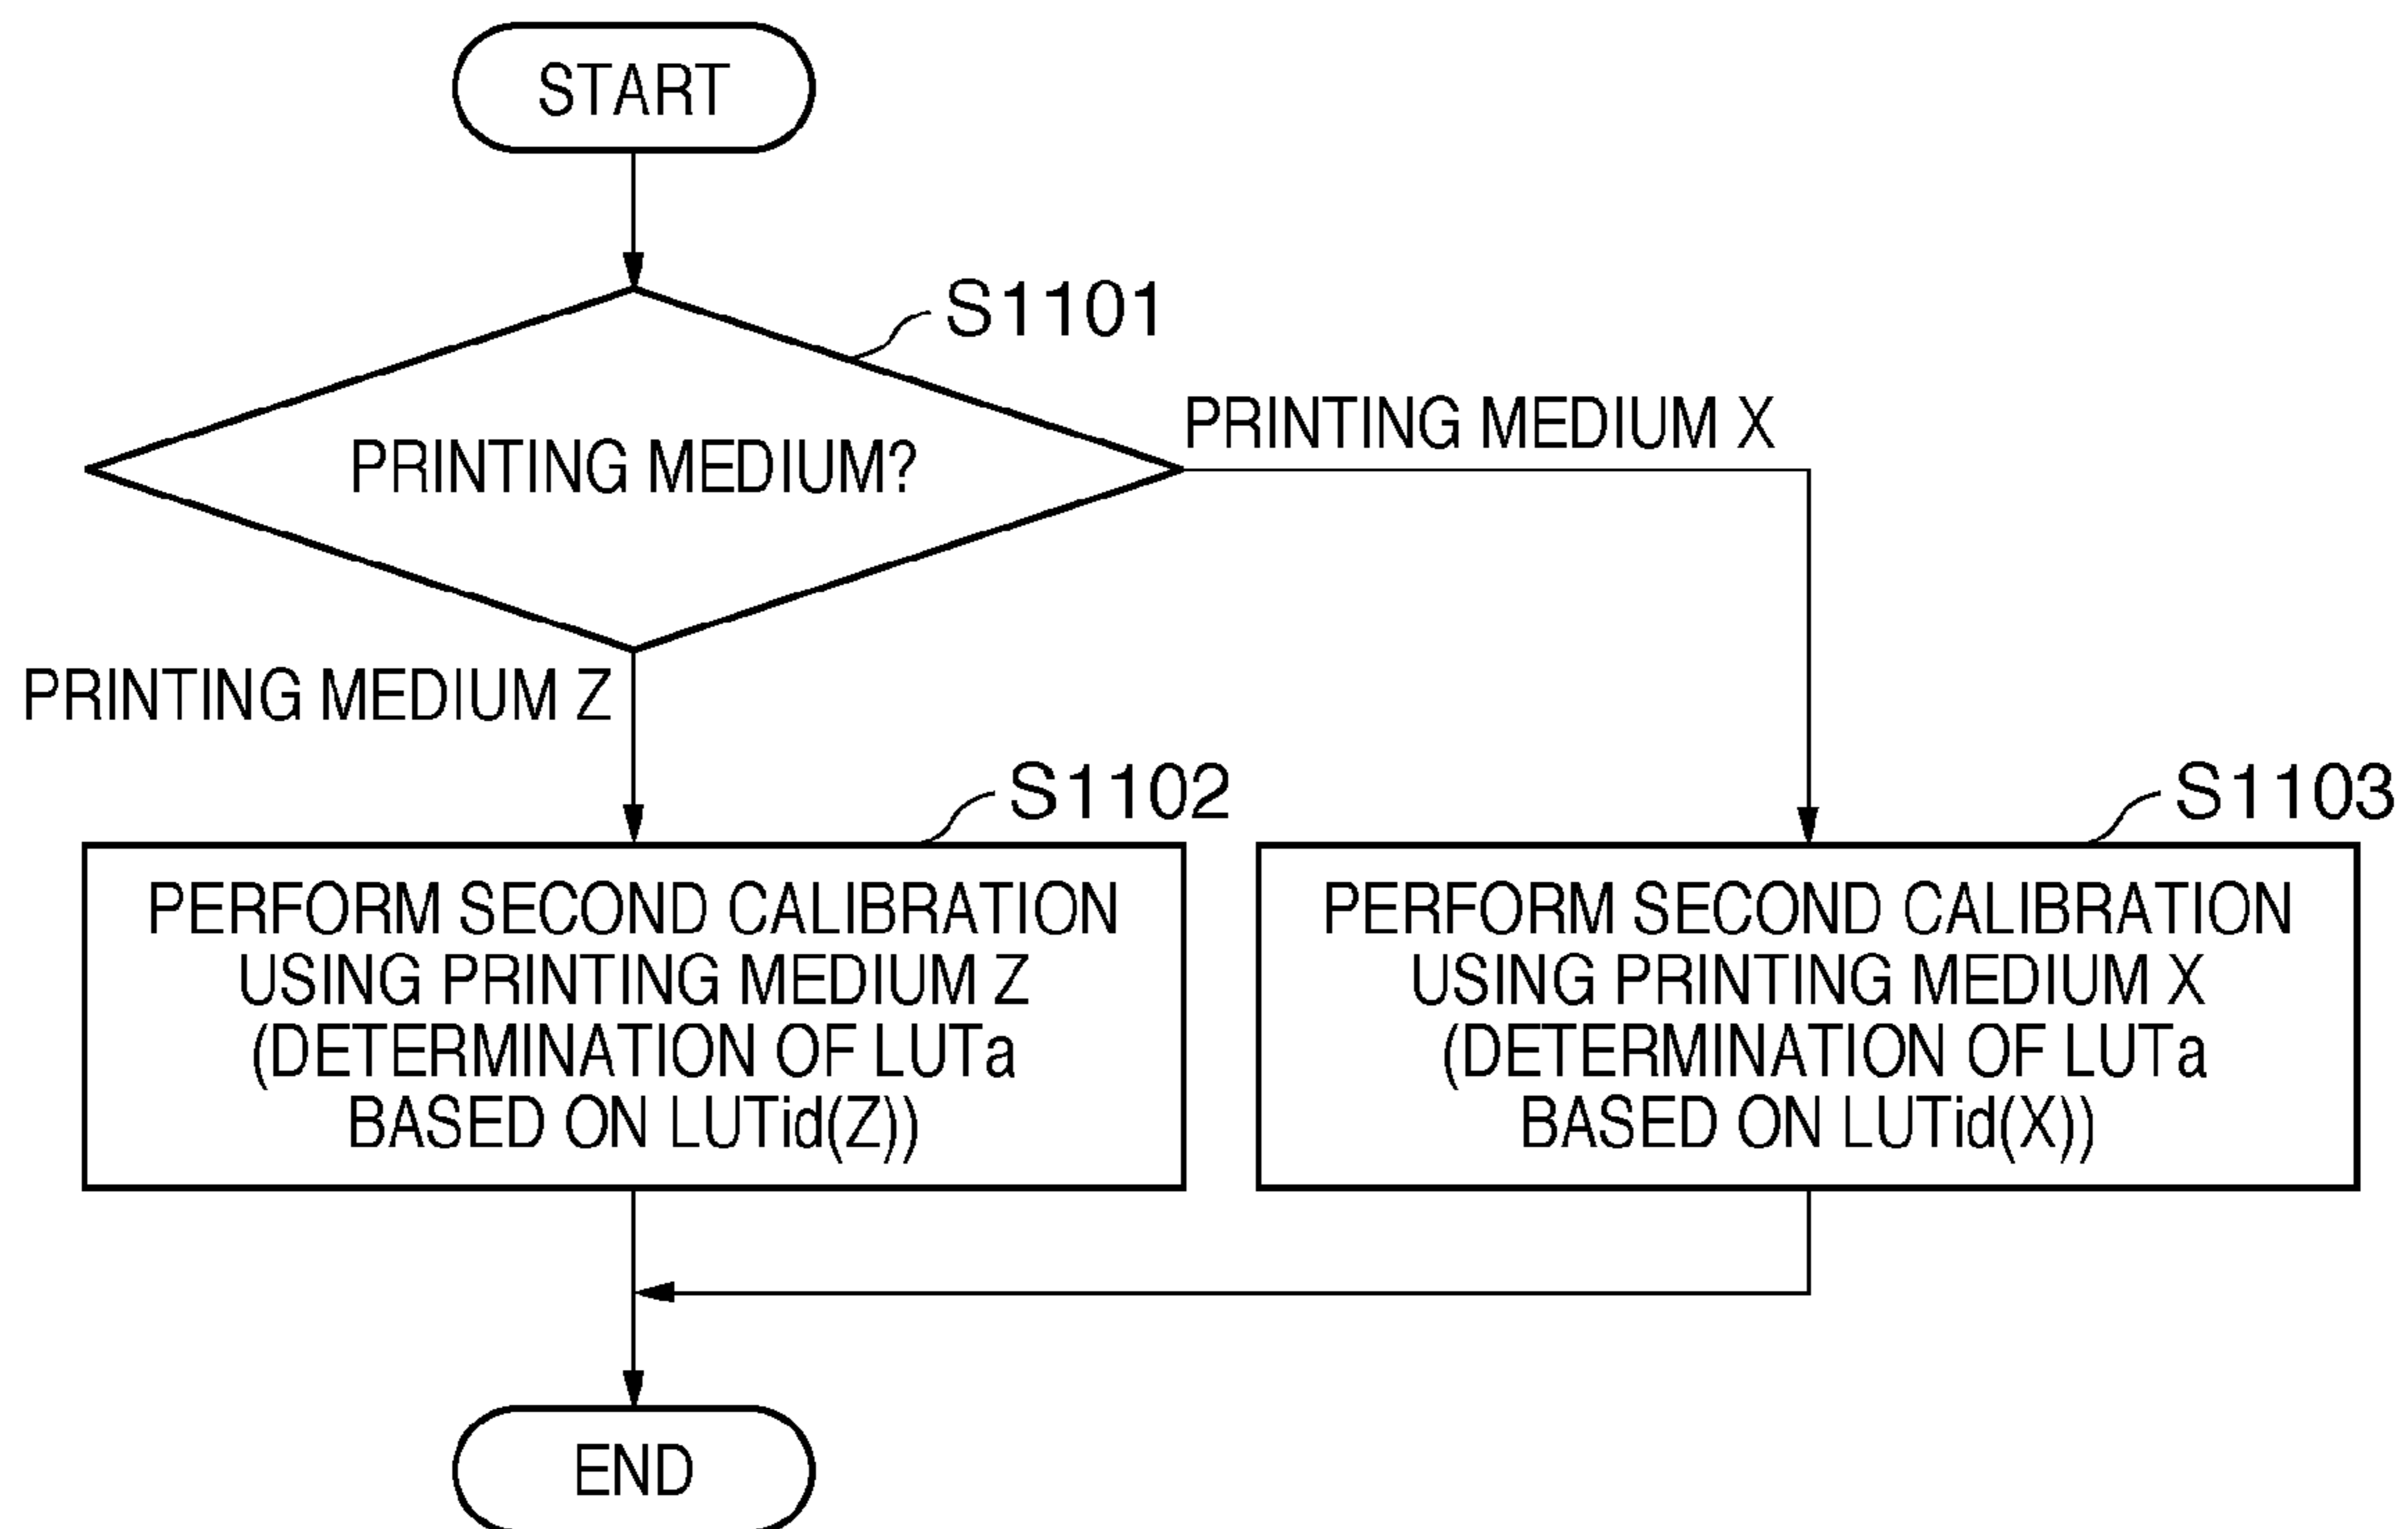 START
S1101
PRINTING MEDIUM?
PRINTING MEDIUM X
PRINTING MEDIUM Z
S1102
PERFORM SECOND CALIBRATION
USING PRINTING MEDIUM Z
(DETERMINATION OF LUTa
BASED ON LUTid(Z))
S1103
PERFORM SECOND CALIBRATION
USING PRINTING MEDIUM X
(DETERMINATION OF LUTa
BASED ON LUTid(X))
END